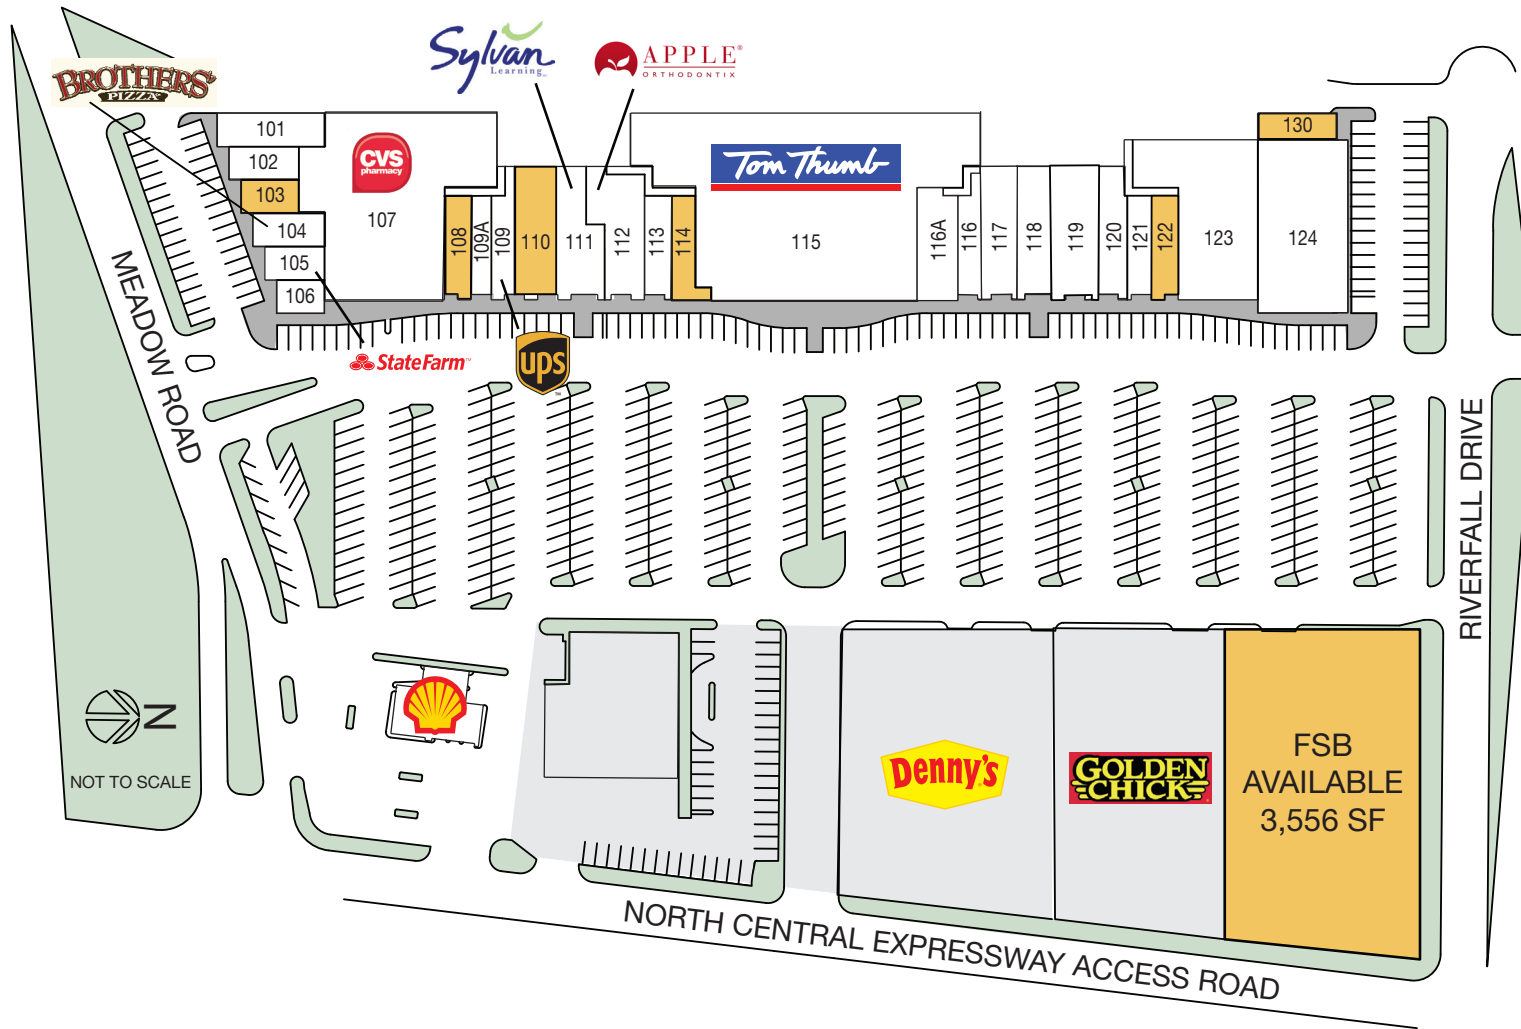 Sylvan
Learning
APPLE®
ORTHODONTIX
BROTHERS'
PIZZA
101
102
103
104
105
106
CVS
pharmacy
107
108
109A
109
110
111
112
113
114
Tom Thumb
115
116A
116
117
118
119
120
121
122
123
124
130
StateFarm™
ups
™
MEADOW ROAD
RIVERFALL DRIVE
N
NOT TO SCALE
Denny's
GOLDEN
CHICK
FSB
AVAILABLE
3,556 SF
NORTH CENTRAL EXPRESSWAY ACCESS ROAD